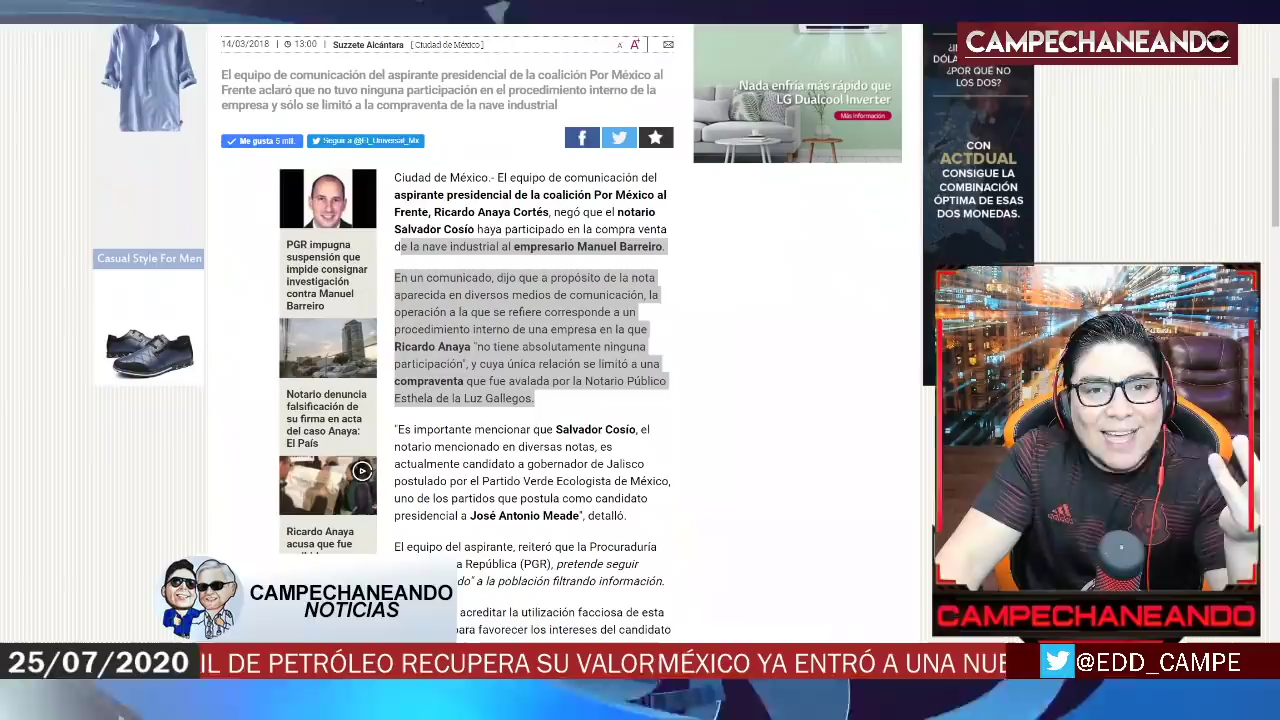 14/03/2018 | 13:00 | Suzzete Alcántara [ Ciudad de México ]
A A+
El equipo de comunicación del aspirante presidencial de la coalición Por México al
Frente aclaró que no tuvo ninguna participación en el procedimiento interno de la
empresa y sólo se limitó a la compraventa de la nave industrial
Me gusta 5 mil.
Seguir a @El_Universal_Mx
Ciudad de México.- El equipo de comunicación del
aspirante presidencial de la coalición Por México al
Frente, Ricardo Anaya Cortés, negó que el notario
Salvador Cosío haya participado en la compra venta
de la nave industrial al empresario Manuel Barreiro.
En un comunicado, dijo que a propósito de la nota
aparecida en diversos medios de comunicación, la
operación a la que se refiere corresponde a un
procedimiento interno de una empresa en la que
Ricardo Anaya "no tiene absolutamente ninguna
participación", y cuya única relación se limitó a una
compraventa que fue avalada por la Notario Público
Esthela de la Luz Gallegos.
"Es importante mencionar que Salvador Cosío, el
notario mencionado en diversas notas, es
actualmente candidato a gobernador de Jalisco
postulado por el Partido Verde Ecologista de México,
uno de los partidos que postula como candidato
presidencial a José Antonio Meade", detalló.
El equipo del aspirante, reiteró que la Procuraduría
a República (PGR), pretende seguir
do" a la población filtrando información.
acreditar la utilización facciosa de esta
para favorecer los intereses del candidato
PGR impugna
suspensión que
impide consignar
investigación
contra Manuel
Barreiro
Notario denuncia
falsificación de
su firma en acta
del caso Anaya:
El País
Ricardo Anaya
acusa que fue
Casual Style For Men
Nada enfría más rápido que
LG Dualcool Inverter
Más Información
¿POR QUÉ NO
LOS DOS?
CON
ACTDUAL
CONSIGUE LA
COMBINACIÓN
ÓPTIMA DE ESAS
DOS MONEDAS.
CAMPECHANEANDO
adidas
CAMPECHANEANDO
CAMPECHANEANDO
NOTICIAS
25/07/2020
IL DE PETRÓLEO RECUPERA SU VALOR MÉXICO YA ENTRÓ A UNA NUE
@EDD_CAMPE